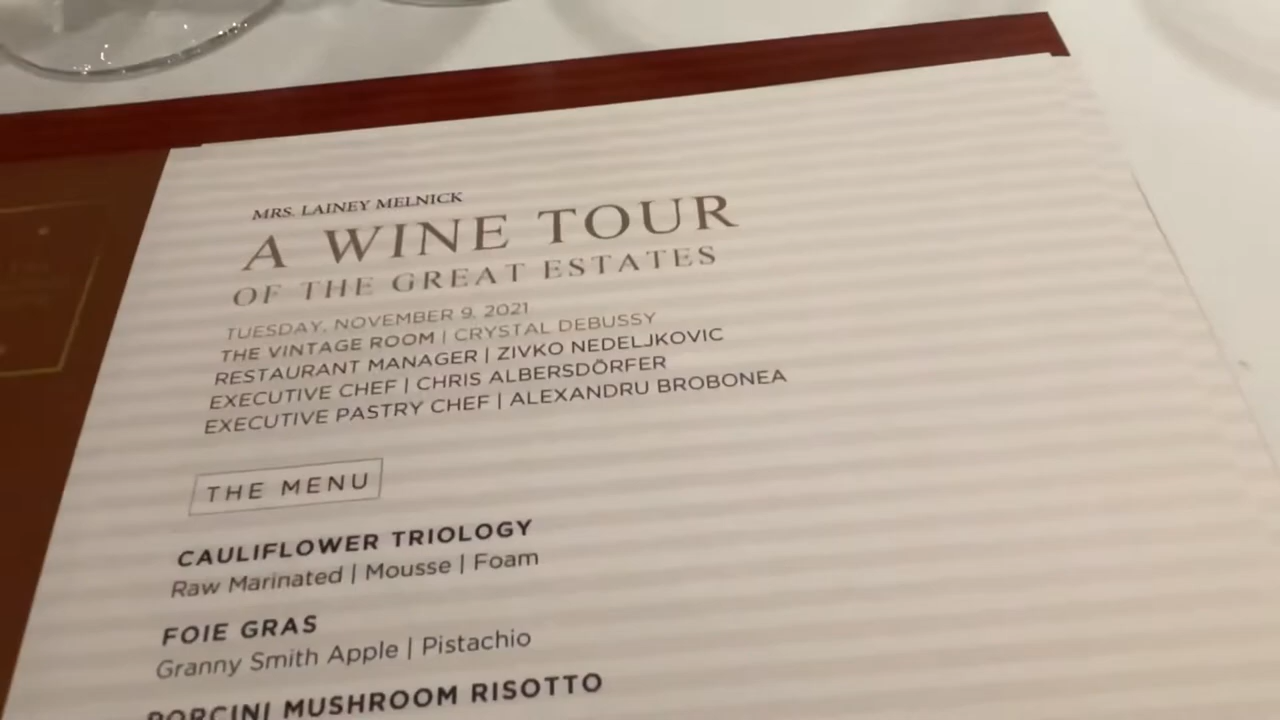 MRS. LAINEY MELNICK
A WINE TOUR
OF THE GREAT ESTATES
TUESDAY, NOVEMBER 9, 2021
THE VINTAGE ROOM | CRYSTAL DEBUSSY
RESTAURANT MANAGER | ZIVKO NEDELJKOVIC
EXECUTIVE CHEF | CHRIS ALBERSDÖRFER
EXECUTIVE PASTRY CHEF | ALEXANDRU BROBONEA
THE MENU
CAULIFLOWER TRIOLOGY
Raw Marinated | Mousse | Foam
FOIE GRAS
Granny Smith Apple | Pistachio
PORCINI MUSHROOM RISOTTO